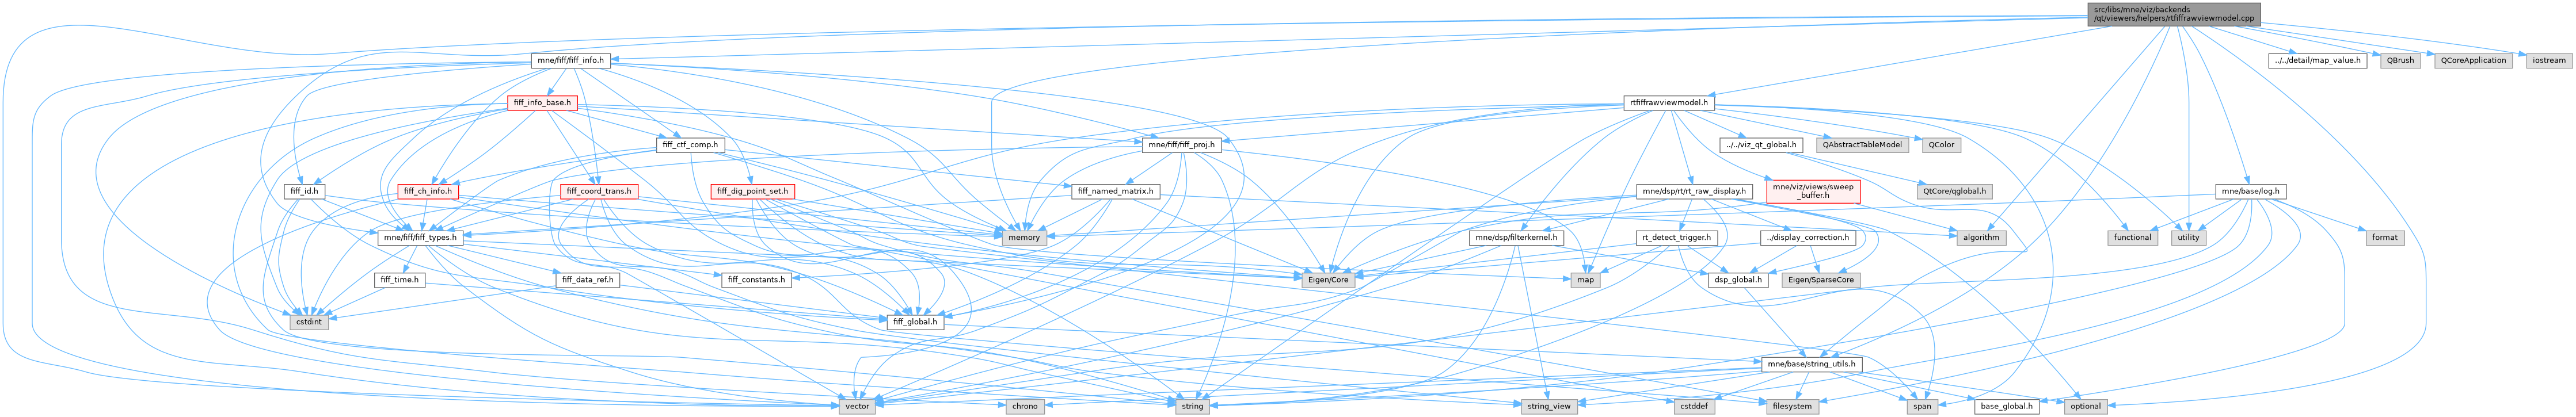 src/libs/mne/viz/backends
/qt/viewers/helpers/rtfiffrawviewmodel.cpp
mne/fiff/fiff_info.h
../../detail/map_value.h
QBrush
QCoreApplication
iostream
fiff_info_base.h
rtfiffrawviewmodel.h
fiff_ctf_comp.h
mne/fiff/fiff_proj.h
../../viz_qt_global.h
QAbstractTableModel
QColor
fiff_id.h
fiff_ch_info.h
fiff_coord_trans.h
fiff_dig_point_set.h
fiff_named_matrix.h
mne/dsp/rt/rt_raw_display.h
mne/viz/views/sweep
_buffer.h
QtCore/qglobal.h
mne/base/log.h
mne/fiff/fiff_types.h
memory
mne/dsp/filterkernel.h
rt_detect_trigger.h
../display_correction.h
algorithm
functional
utility
format
fiff_time.h
fiff_data_ref.h
fiff_constants.h
Eigen/Core
map
dsp_global.h
Eigen/SparseCore
cstdint
fiff_global.h
mne/base/string_utils.h
vector
chrono
string
string_view
cstddef
filesystem
span
base_global.h
optional